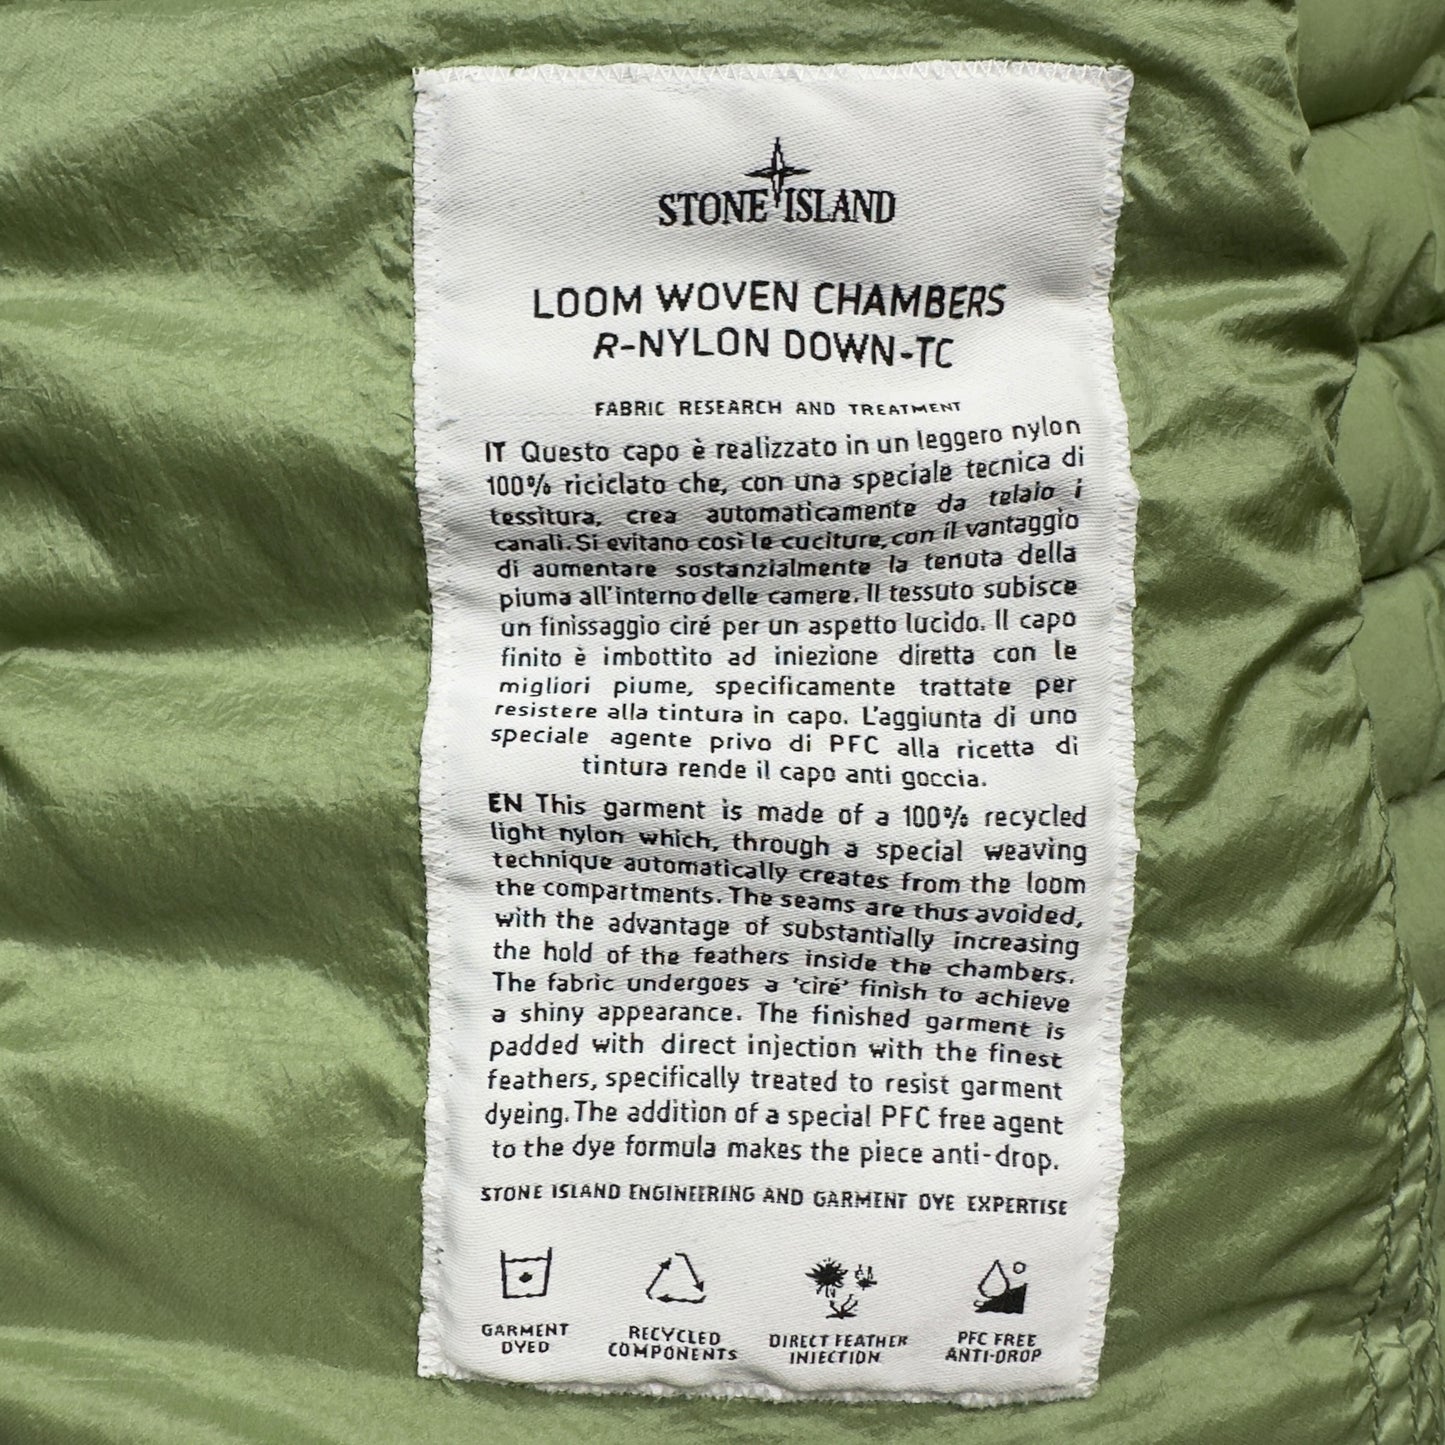 STONE ISLAND
LOOM WOVEN CHAMBERS
R-NYLON DOWN-TC
FABRIC RESEARCH AND TREATMENT
IT Questo capo è realizzato in un leggero nylon
100% riciclato che, con una speciale tecnica di
tessitura, crea automaticamente da telaio i
canali. Si evitano così le cuciture, con il vantaggio
di aumentare sostanzialmente la tenuta della
piuma all'interno delle camere. Il tessuto subisce
un finissaggio ciré per un aspetto lucido. Il capo
finito è imbottito ad iniezione diretta con le
migliori piume, specificamente trattate per
resistere alla tintura in capo. L'aggiunta di uno
speciale agente privo di PFC alla ricetta di
tintura rende il capo anti goccia.
EN This garment is made of a 100% recycled
light nylon which, through a special weaving
technique automatically creates from the loom
the compartments. The seams are thus avoided,
with the advantage of substantially increasing
the hold of the feathers inside the chambers.
The fabric undergoes a 'ciré' finish to achieve
a shiny appearance. The finished garment is
padded with direct injection with the finest
feathers, specifically treated to resist garment
dyeing. The addition of a special PFC free agent
to the dye formula makes the piece anti-drop.
STONE ISLAND ENGINEERING AND GARMENT DYE EXPERTISE
GARMENT
DYED
RECYCLED
COMPONENTS
DIRECT FEATHER
INJECTION
PFC FREE
ANTI-DROP